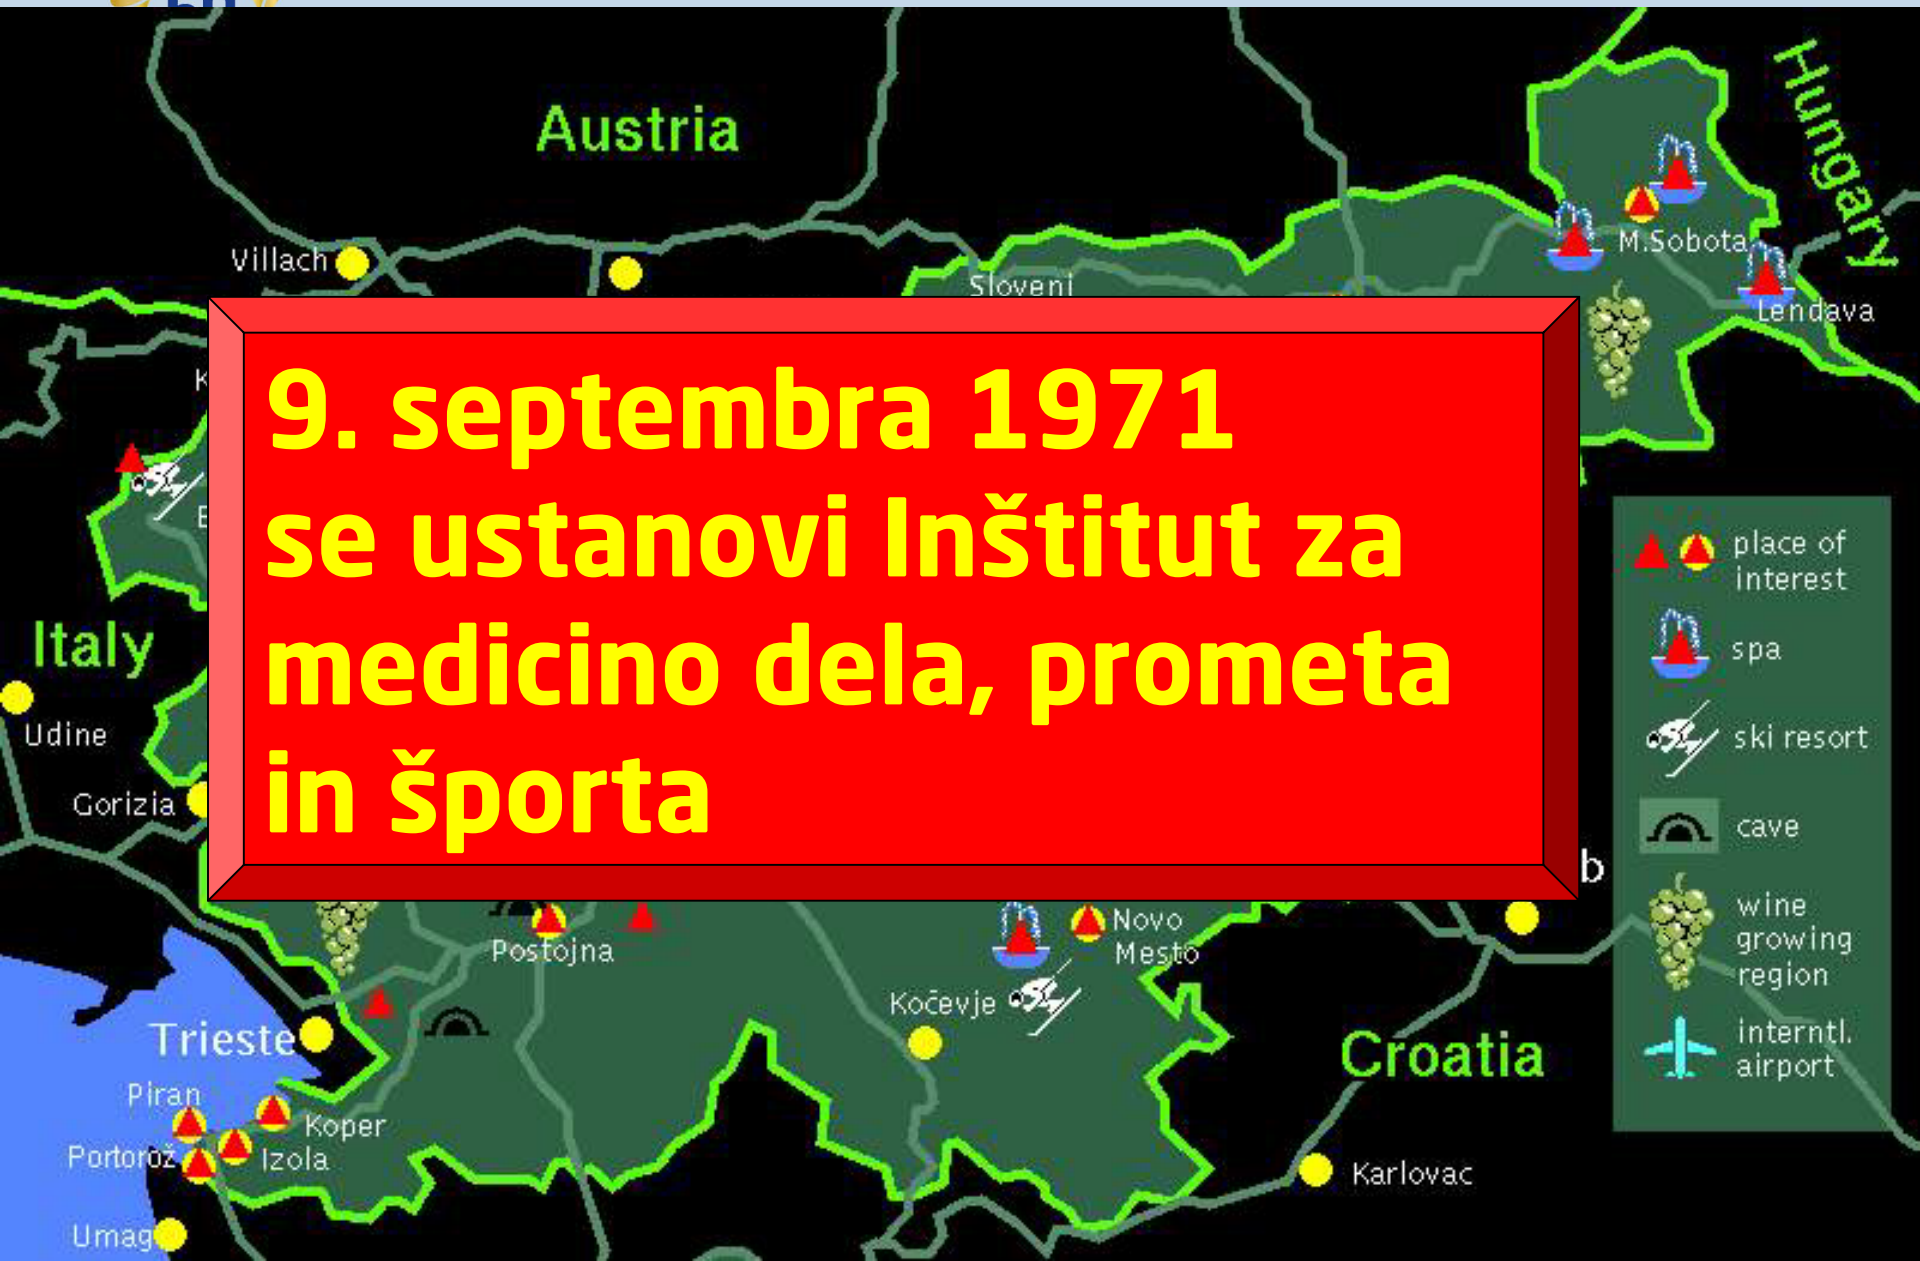 Austria
Hungary
Villach
M.Sobota
Sloveni
Lendava
9. septembra 1971
se ustanovi Inštitut za
medicino dela, prometa
in športa
place of
interest
Italy
spa
Udine
ski resort
Gorizia
cave
wine
growing
region
Postojna
Novo
Mesto
Kočevje
interntl.
airport
Trieste
Croatia
Piran
Koper
Portorož
Izola
Karlovac
Umag